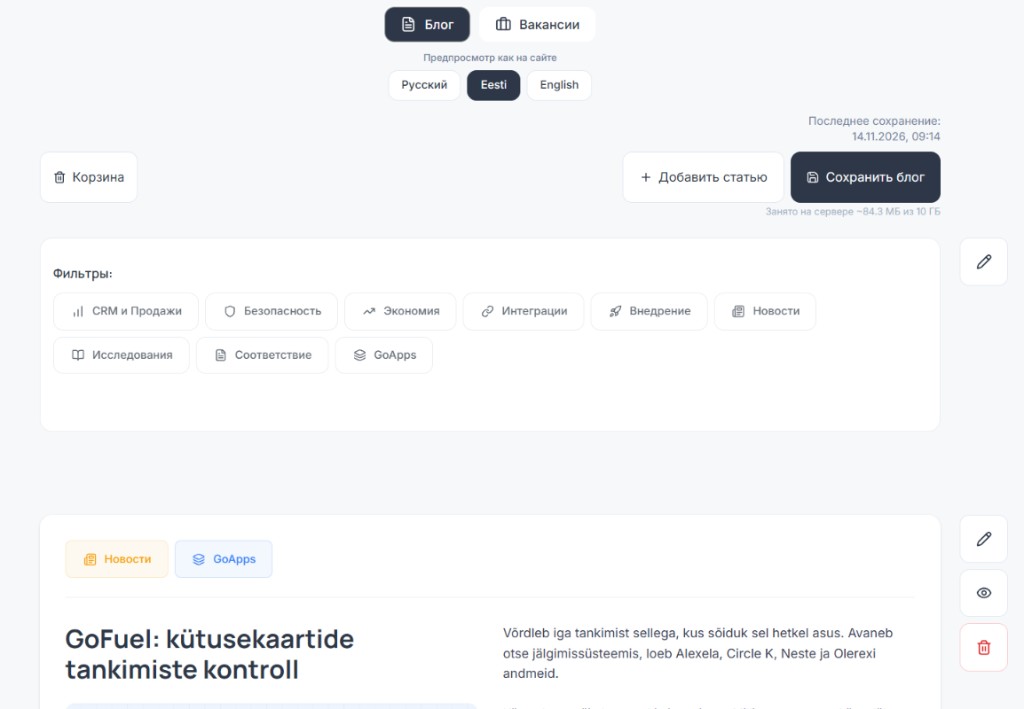 Блог
Вакансии
Предпросмотр как на сайте
Русский
Eesti
English
Последнее сохранение:
14.11.2026, 09:14
Корзина
+ Добавить статью
Сохранить блог
Занято на сервере ~84.3 МБ из 10 ГБ
Фильтры:
CRM и Продажи
Безопасность
Экономия
Интеграции
Внедрение
Новости
Исследования
Соответствие
GoApps
Новости
GoApps
GoFuel: kütusekaartide
tankimiste kontroll
Võrdleb iga tankimist sellega, kus sõiduk sel hetkel asus. Avaneb
otse jälgimissüsteemis, loeb Alexela, Circle K, Neste ja Olerexi
andmeid.